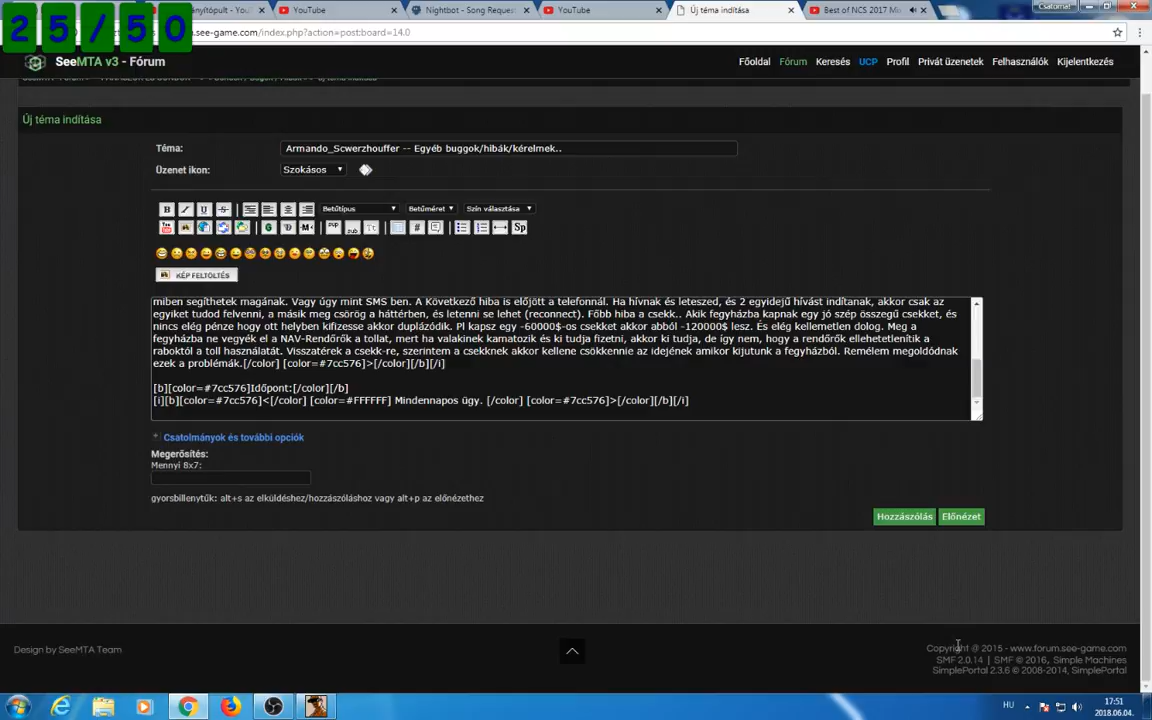 25/50
YouTube
Nightbot - Song Reques
YouTube
Új téma indítása
Best of NCS 2017 Mi
Csatorna!
.see-game.com/index.php?action=post;board=14.0
SeeMTA v3 - Fórum
Főoldal Fórum Keresés UCP Profil Privát üzenetek Felhasználók Kijelentkezés
Új téma indítása
Téma: Armando_Scwerzhouffer -- Egyéb buggok/hibák/kérelmek..
Üzenet ikon: Szokásos
B I U S Betűtípus Betűméret Szín választása
KÉP FELTÖLTÉS
miben segíthetek magának. Vagy úgy mint SMS ben. A Következő hiba is előjött a telefonnál. Ha hívnak és leteszed, és 2 egyidejű hívást indítanak, akkor csak az
egyiket tudod felvenni, a másik meg csörög a háttérben, és letenni se lehet (reconnect). Főbb hiba a csekk.. Akik fegyházba kapnak egy jó szép összegű csekket, és
nincs elég pénze hogy ott helyben kifizesse akkor duplázódik. Pl kapsz egy -60000$-os csekket akkor abból -120000$ lesz. És elég kellemetlen dolog. Meg a
fegyházba ne vegyék el a NAV-Rendőrök a tollat, mert ha valakinek kamatozik és ki tudja fizetni, akkor ki tudja, de így nem, hogy a rendőrök ellehetetlenítik a
raboktól a toll használatát. Visszatérek a csekk-re, szerintem a csekknek akkor kellene csökkennie az idejének amikor kijutunk a fegyházból. Remélem megoldódnak
ezek a problémák.[/color] [color=#7cc576]>[/color][/b][/i]
[b][color=#7cc576]Időpont:[/color][/b]
[i][b][color=#7cc576]<[/color] [color=#FFFFFF] Mindennapos ügy. [/color] [color=#7cc576]>[/color][/b][/i]
Csatolmányok és további opciók
Megerősítés:
Mennyi 8x7:
gyorsbillentyűk: alt+s az elküldéshez/hozzászóláshoz vagy alt+p az előnézethez
Hozzászólás Előnézet
Design by SeeMTA Team
Copyright @ 2015 - www.forum.see-game.com
SMF 2.0.14 | SMF © 2016, Simple Machines
SimplePortal 2.3.6 © 2008-2014, SimplePortal
HU
17:51
2018.06.04.